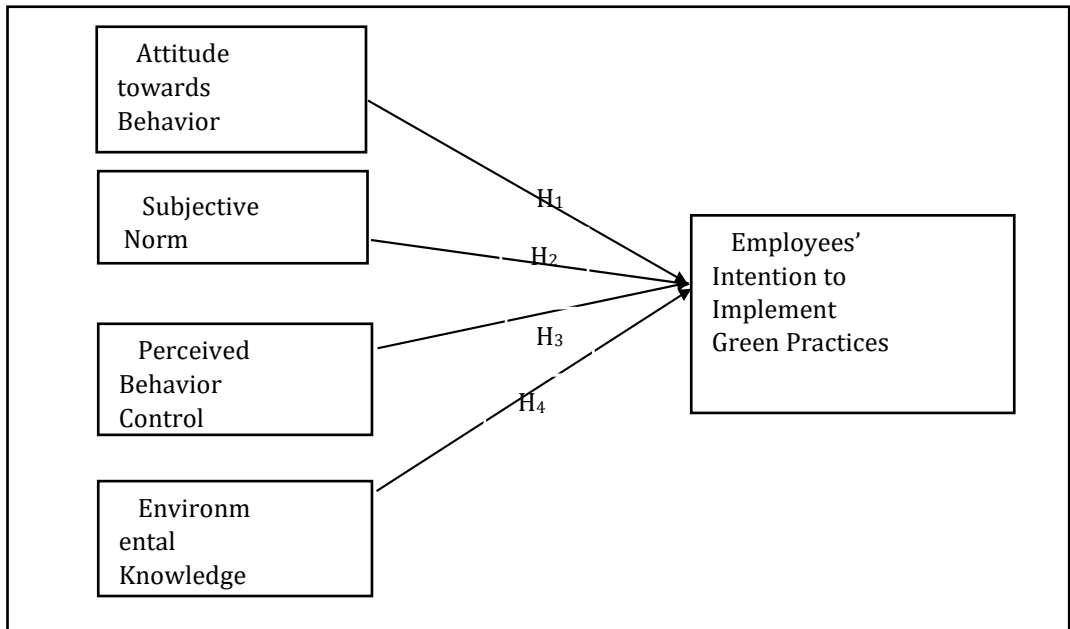 Attitude
towards
Behavior
H₁
Subjective
Norm
H₂
Employees’
Intention to
Implement
Green Practices
Perceived
Behavior
Control
H₃
H₄
Environm
ental
Knowledge